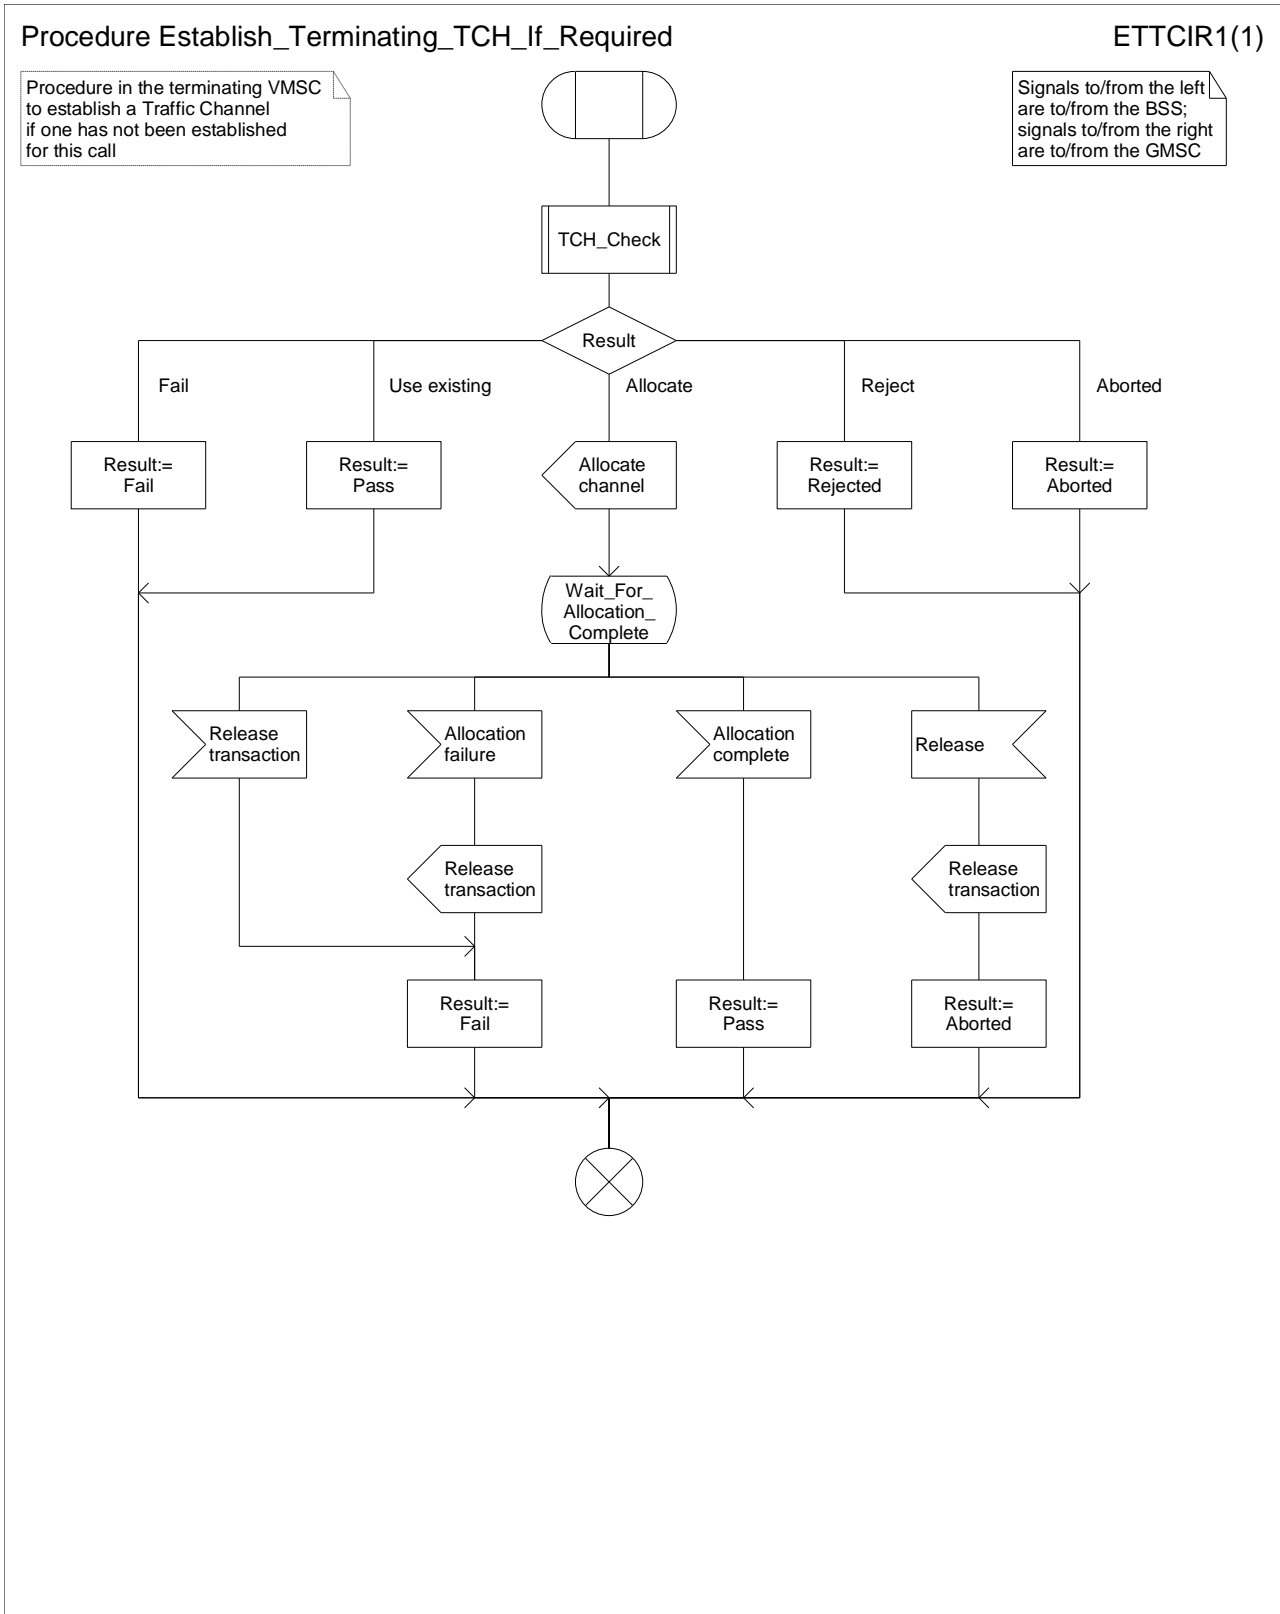 Procedure Establish_Terminating_TCH_If_Required
ETTCIR1(1)
Procedure in the terminating VMSC
to establish a Traffic Channel
if one has not been established
for this call
Signals to/from the left
are to/from the BSS;
signals to/from the right
are to/from the GMSC
TCH_Check
Result
Fail
Use existing
Allocate
Reject
Aborted
Result:=
Fail
Result:=
Pass
Allocate
channel
Result:=
Rejected
Result:=
Aborted
Wait_For_
Allocation_
Complete
Release
transaction
Allocation
failure
Allocation
complete
Release
Release
transaction
Release
transaction
Result:=
Fail
Result:=
Pass
Result:=
Aborted